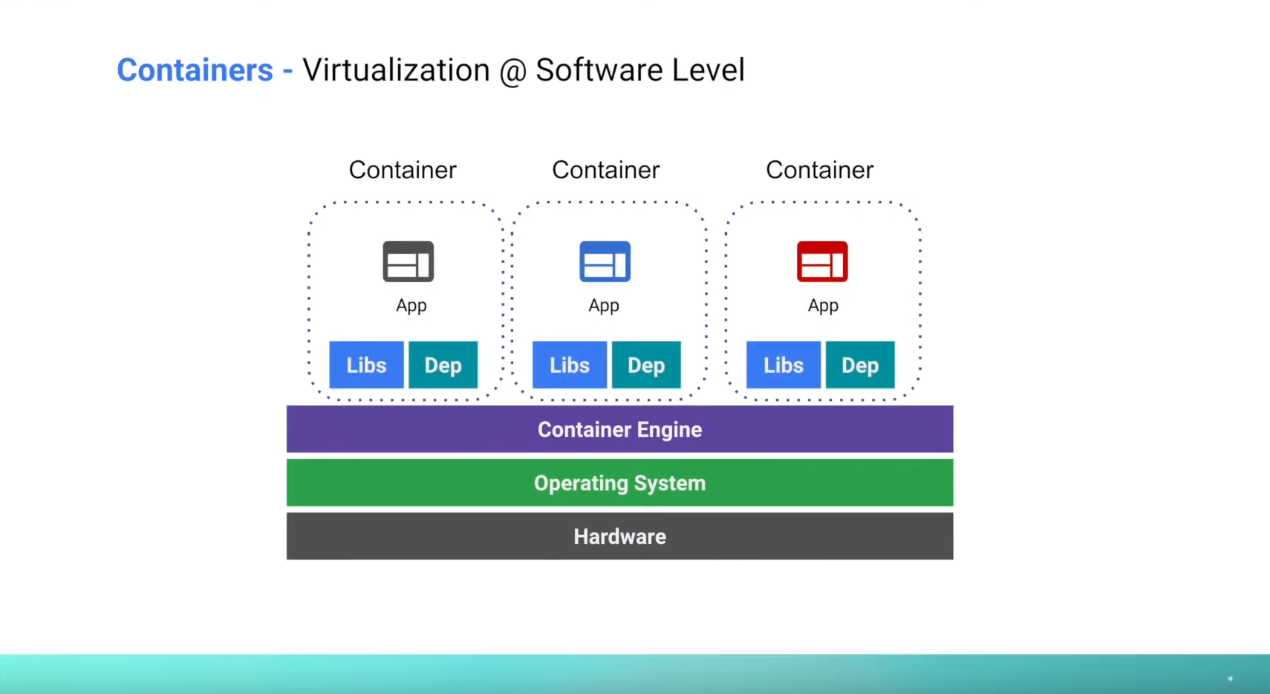 Containers - Virtualization @ Software Level
Container Container Container
App App App
Libs Dep Libs Dep Libs Dep
Container Engine
Operating System
Hardware